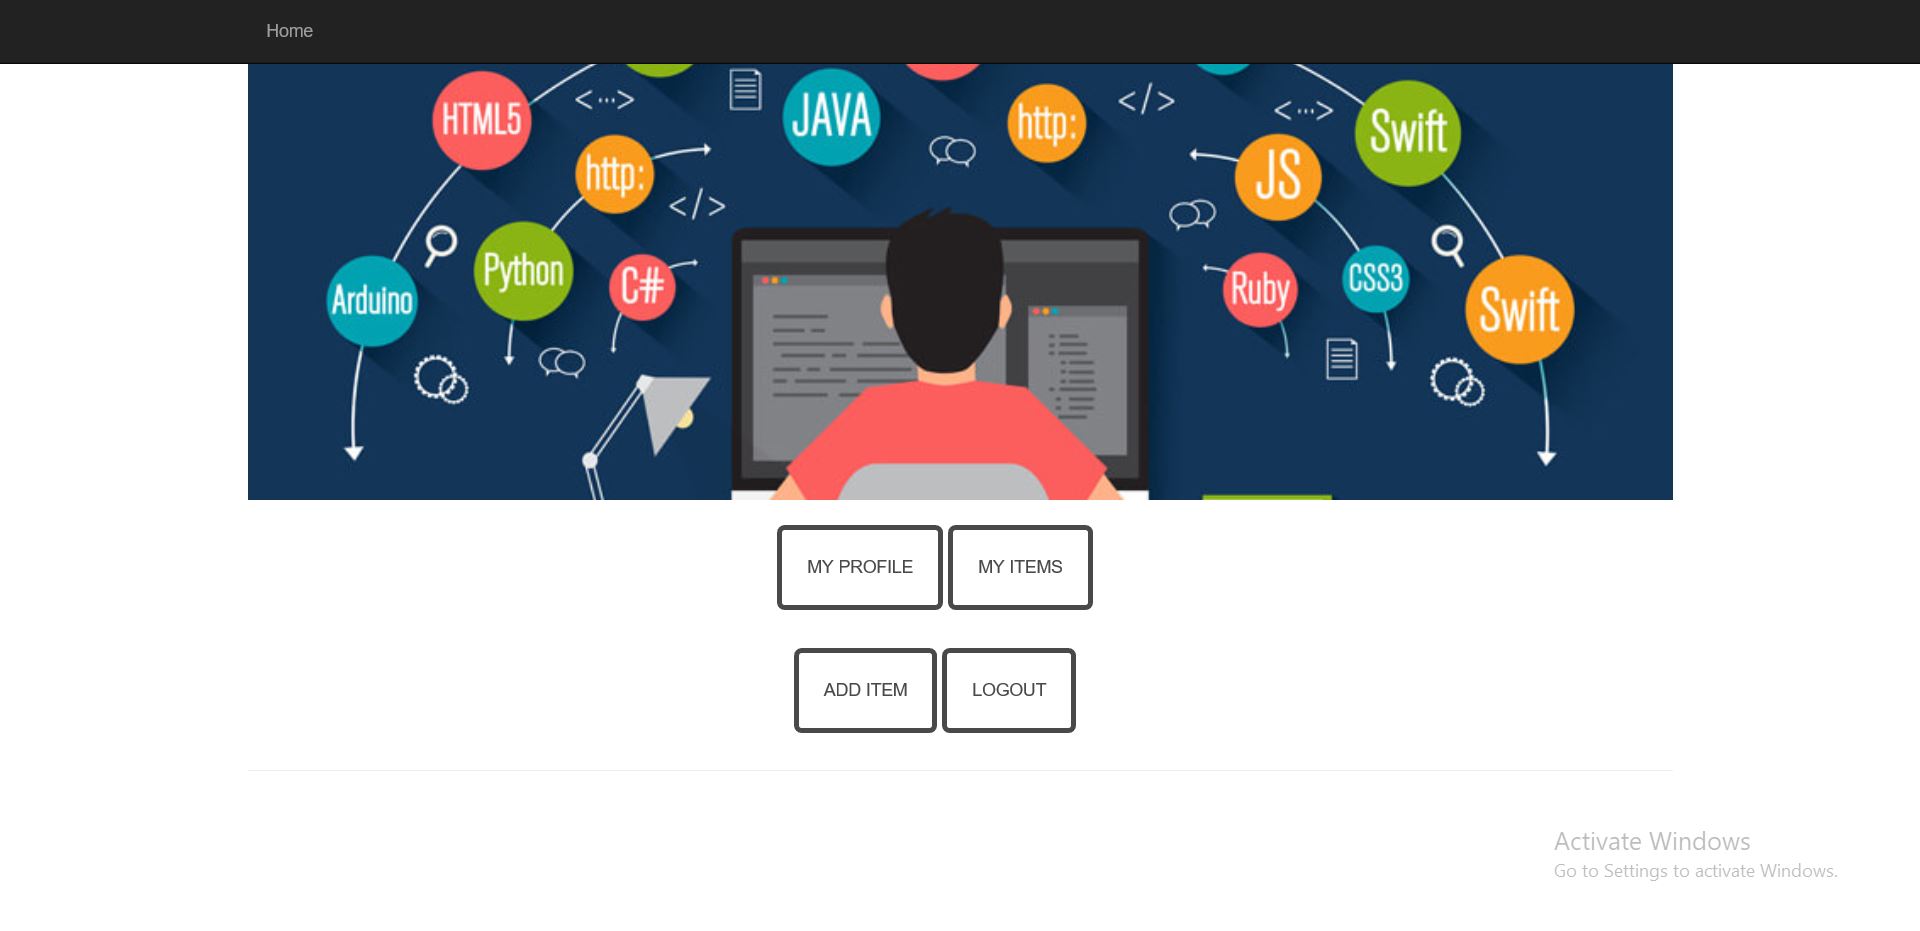 Home
HTML5
<···>
JAVA
http:
</>
<···>
Swift
http:
JS
</>
Python
C#
Ruby
CSS3
Arduino
Swift
MY PROFILE
MY ITEMS
ADD ITEM
LOGOUT
Activate Windows
Go to Settings to activate Windows.